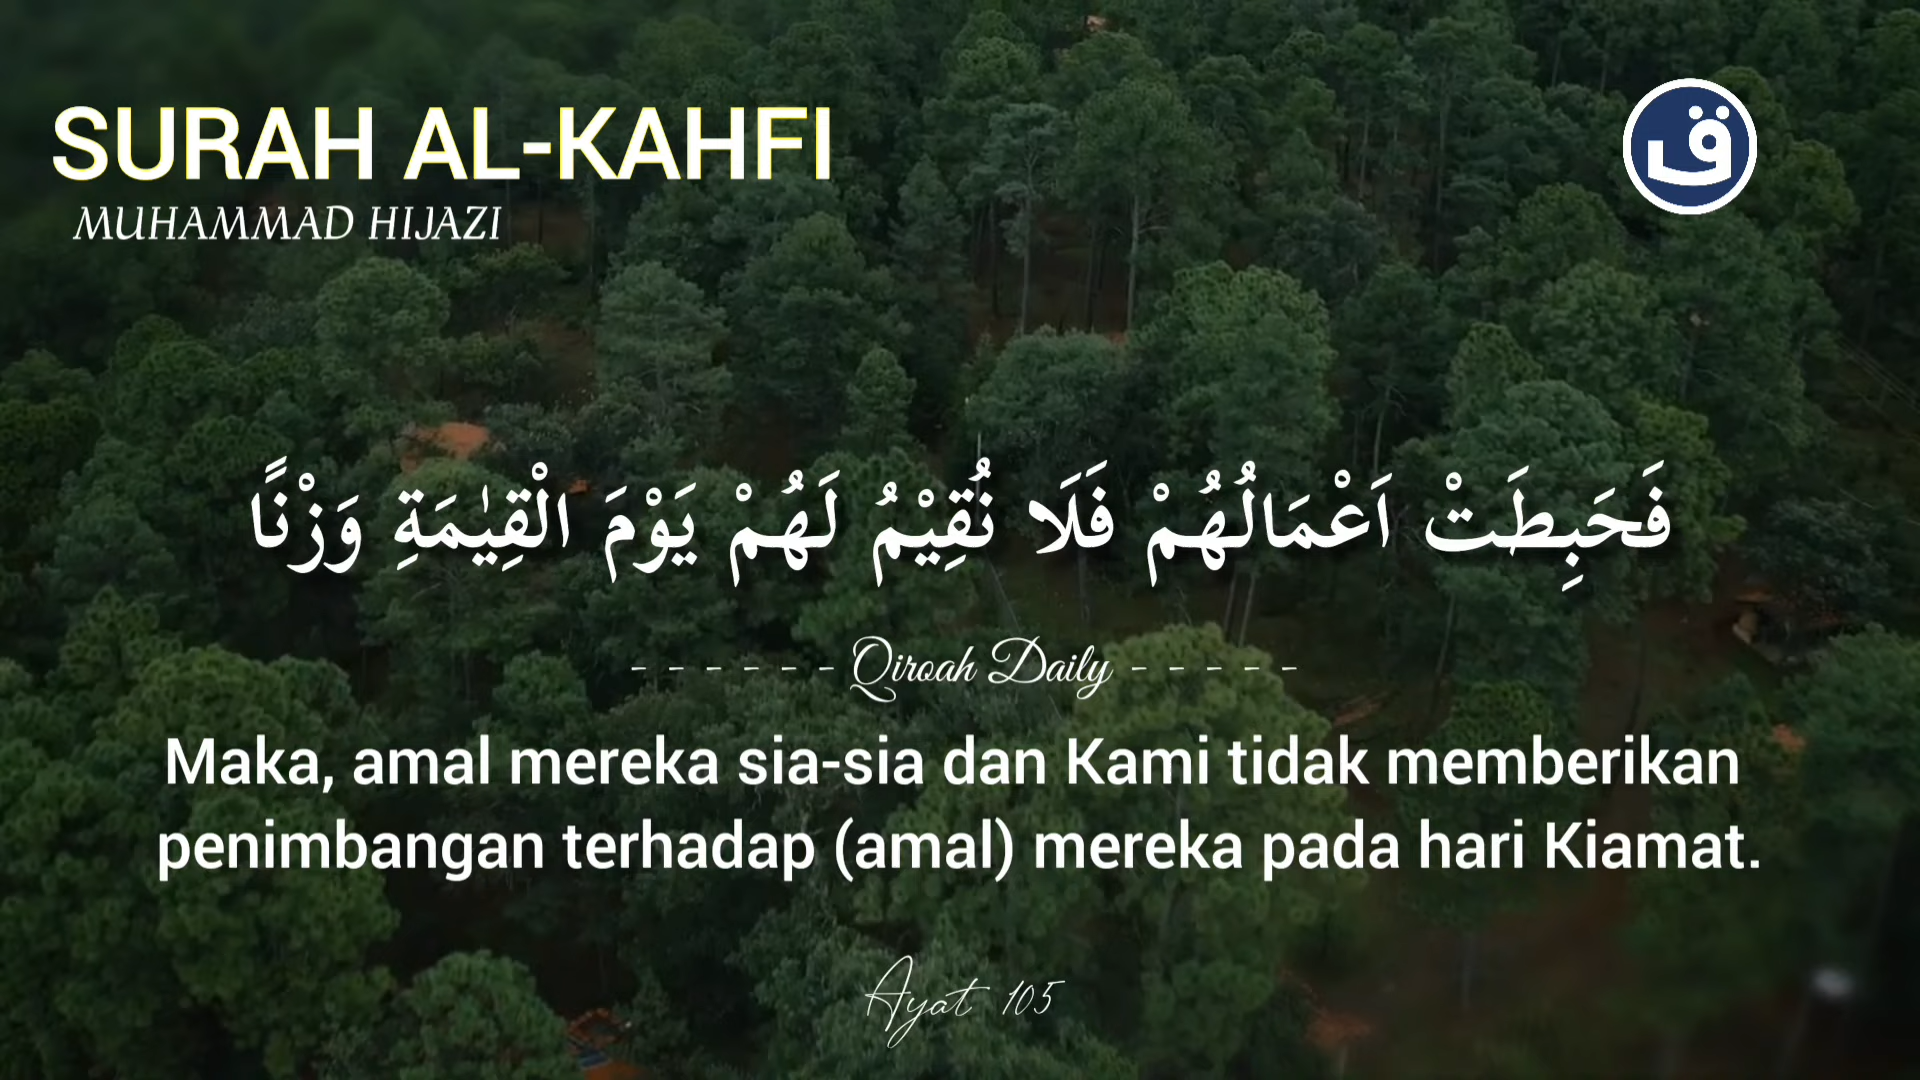 SURAH AL-KAHFI
MUHAMMAD HIJAZI
ق
فَحَبِطَتْ اَعْمَالُهُمْ فَلَا نُقِيْمُ لَهُمْ يَوْمَ الْقِيٰمَةِ وَزْنًا
- - - - - - Qiroah Daily - - - - -
Maka, amal mereka sia-sia dan Kami tidak memberikan
penimbangan terhadap (amal) mereka pada hari Kiamat.
Ayat 105